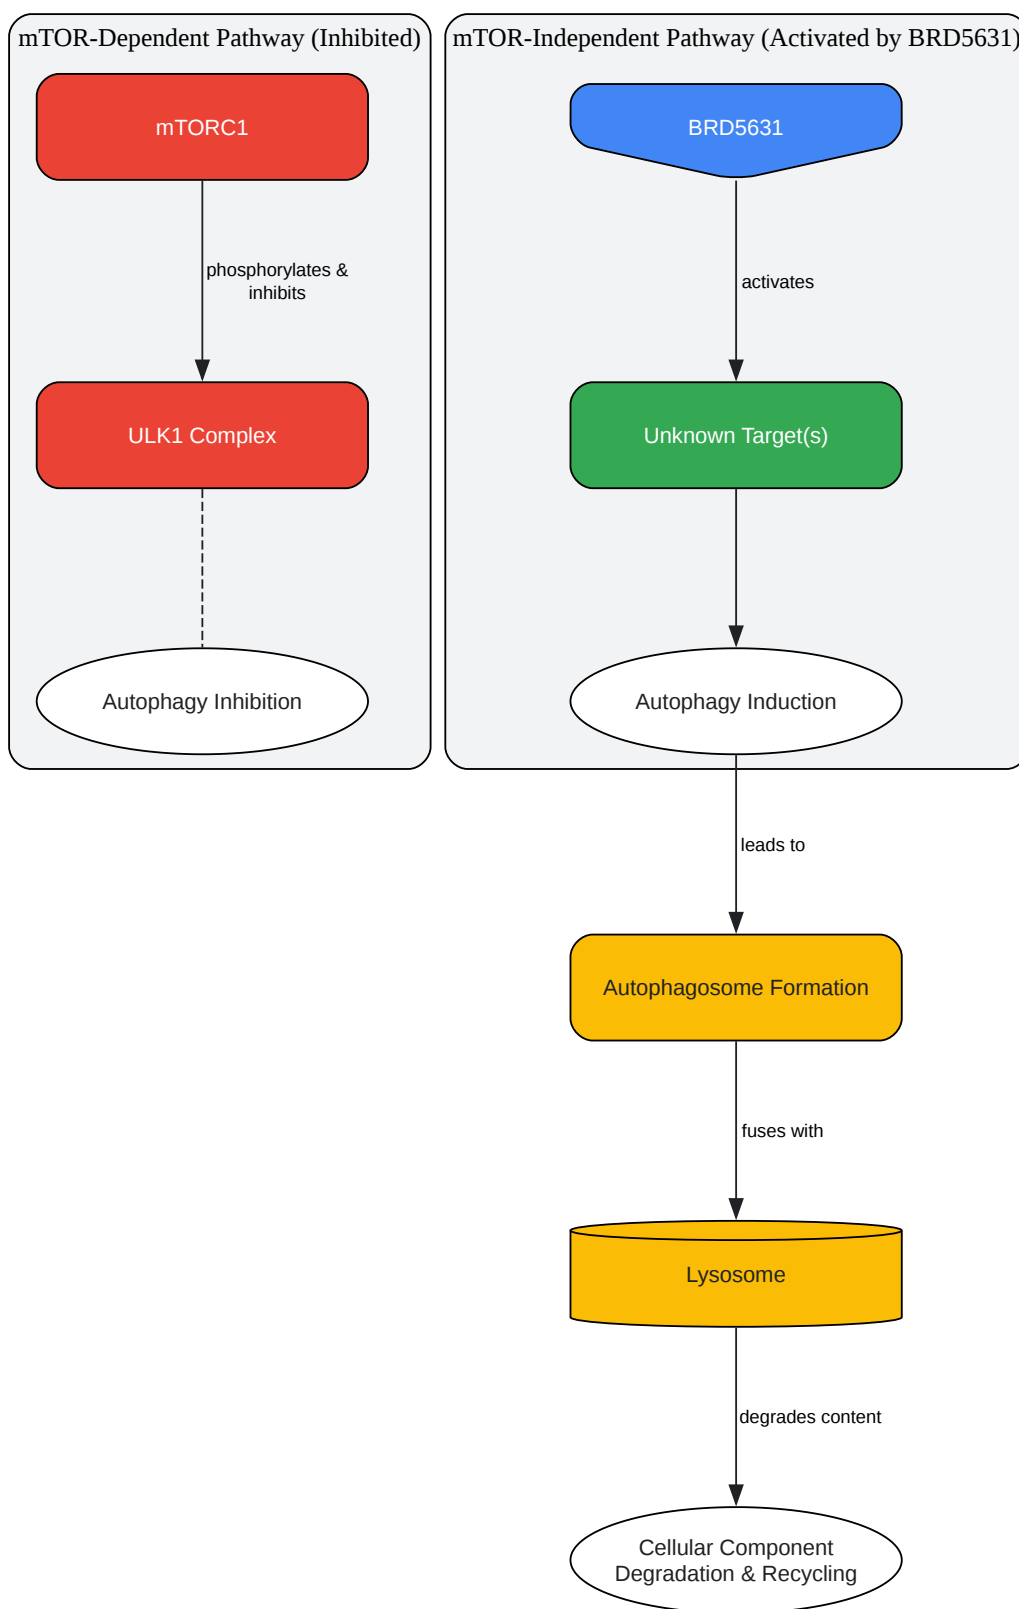 mTOR-Dependent Pathway (Inhibited)
mTORC1
phosphorylates &
inhibits
ULK1 Complex
Autophagy Inhibition
mTOR-Independent Pathway (Activated by BRD5631)
BRD5631
activates
Unknown Target(s)
Autophagy Induction
leads to
Autophagosome Formation
fuses with
Lysosome
degrades content
Cellular Component
Degradation & Recycling